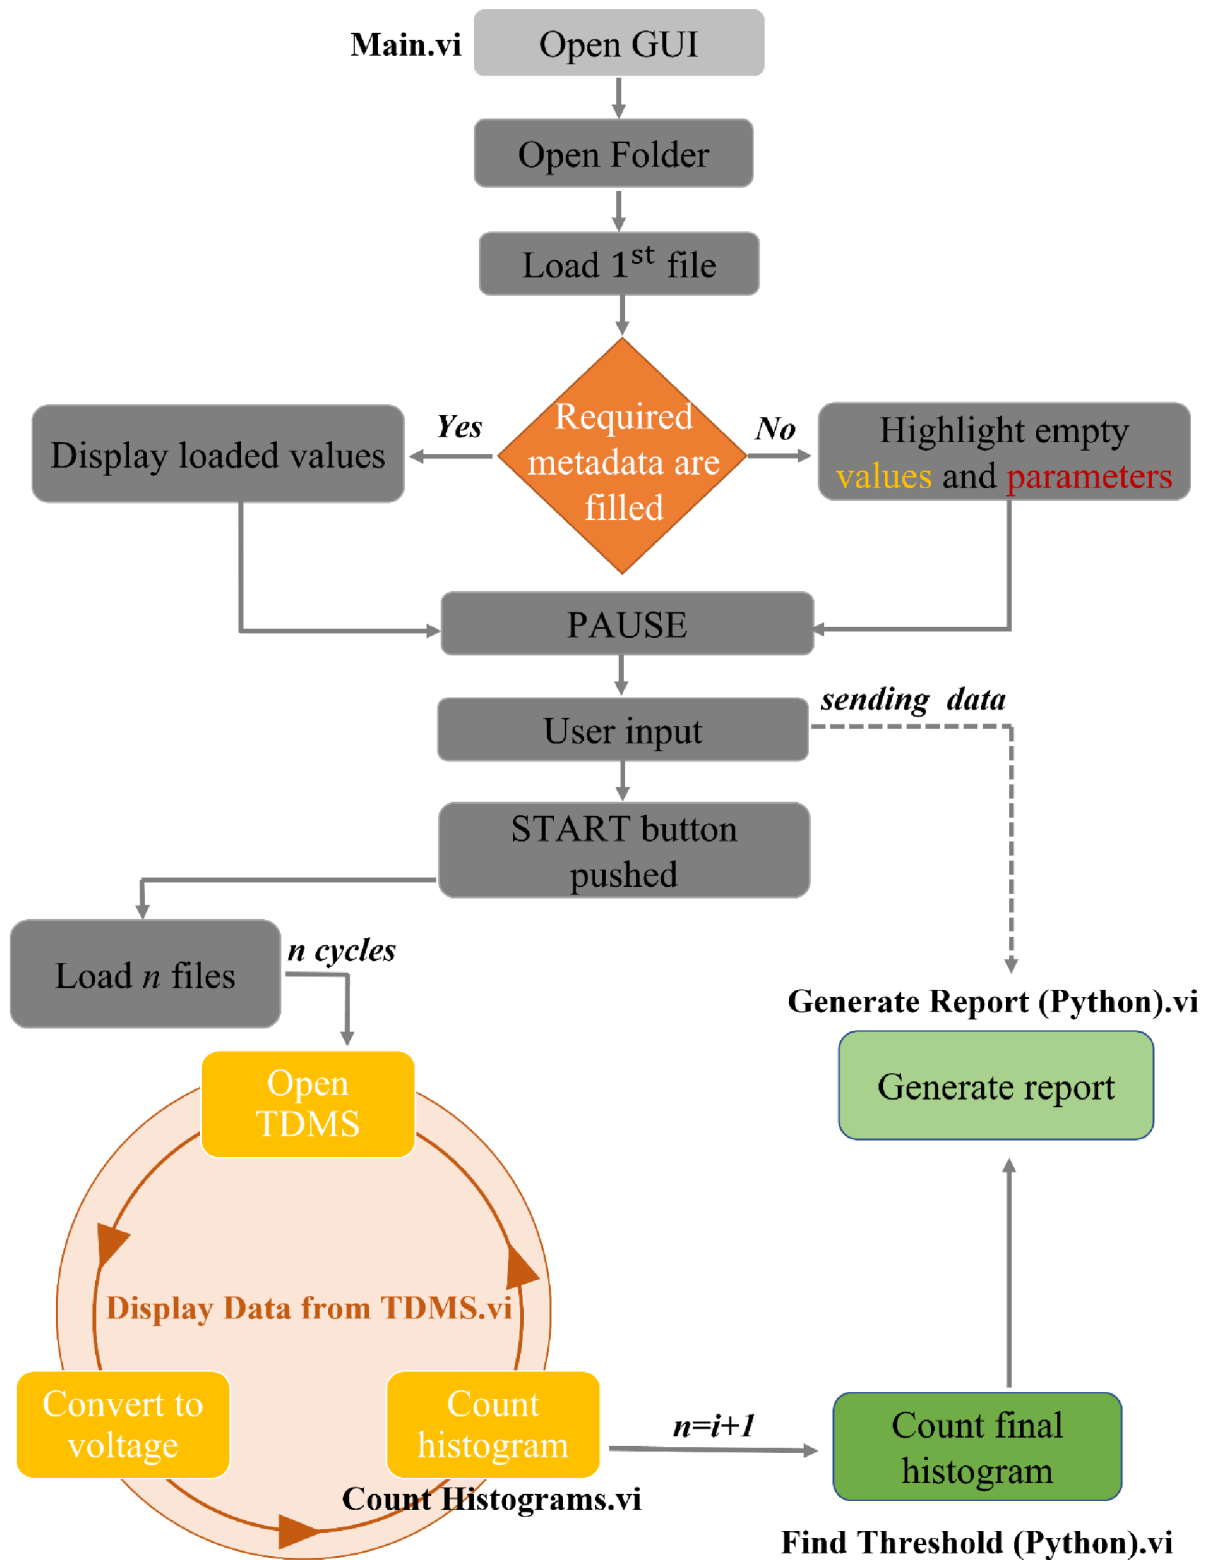 Main.vi
Open GUI
Open Folder
Load 1st file
Required
metadata are
filled
Yes
No
Display loaded values
Highlight empty
values and parameters
PAUSE
User input
sending data
START button
pushed
Load n files
n cycles
Generate Report (Python).vi
Generate report
Open
TDMS
Display Data from TDMS.vi
Convert to
voltage
Count
histogram
Count Histograms.vi
n=i+1
Count final
histogram
Find Threshold (Python).vi